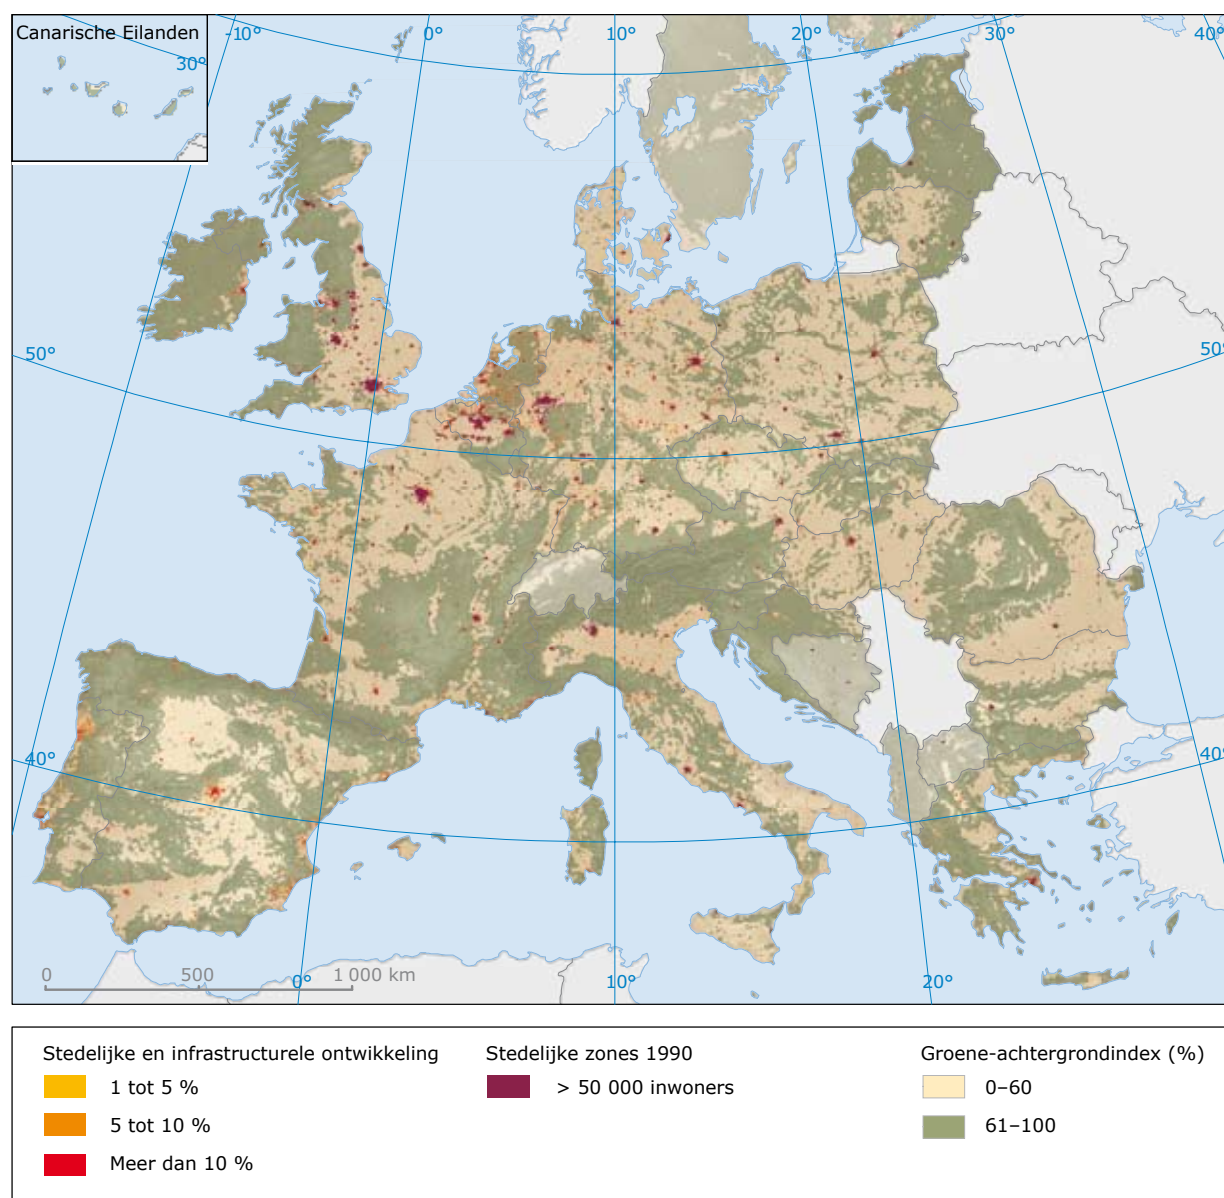 Canarische Eilanden
-10°
0°
10°
20°
30°
40°
30°
50°
50°
40°
40°
0 500 1 000 km
0°
10°
20°
Stedelijke en infrastructurele ontwikkeling
1 tot 5 %
5 tot 10 %
Meer dan 10 %
Stedelijke zones 1990
> 50 000 inwoners
Groene-achtergrondindex (%)
0–60
61–100